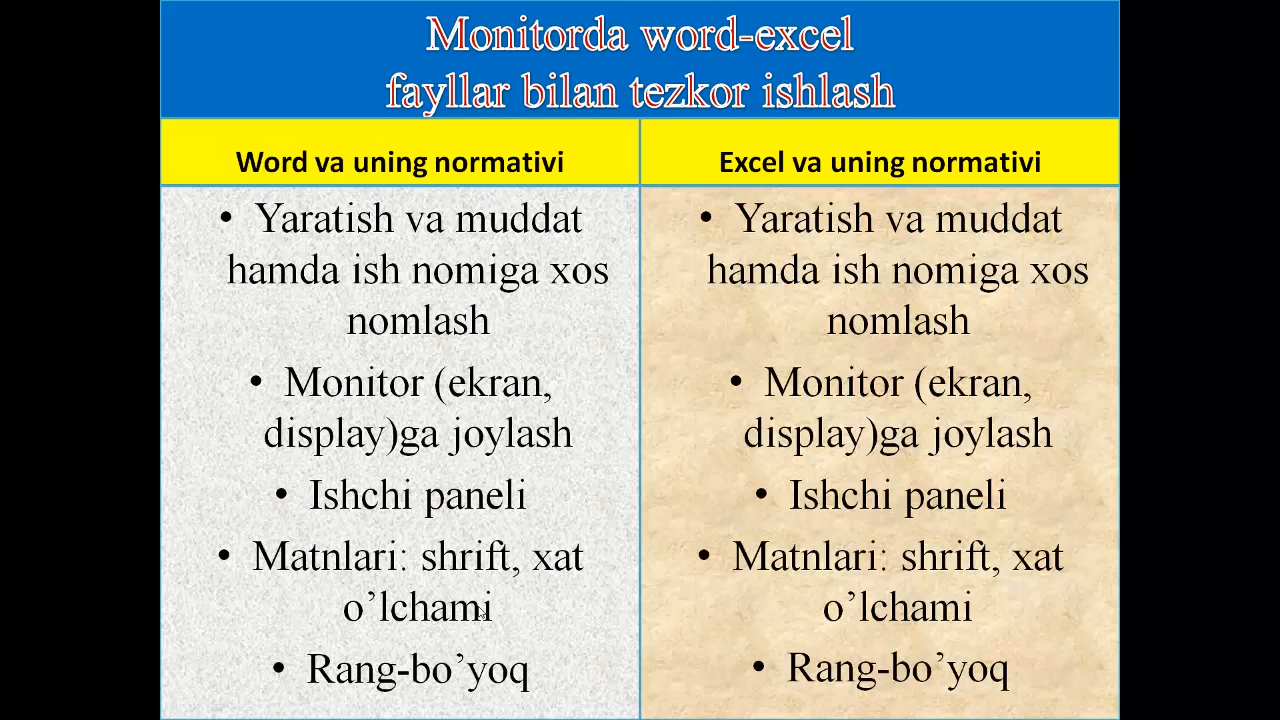 Monitorda word-excel
fayllar bilan tezkor ishlash
Word va uning normativi
• Yaratish va muddat
hamda ish nomiga xos
nomlash
• Monitor (ekran,
display)ga joylash
• Ishchi paneli
• Matnlari: shrift, xat
o’lchami
• Rang-bo’yoq
Excel va uning normativi
• Yaratish va muddat
hamda ish nomiga xos
nomlash
• Monitor (ekran,
display)ga joylash
• Ishchi paneli
• Matnlari: shrift, xat
o’lchami
• Rang-bo’yoq